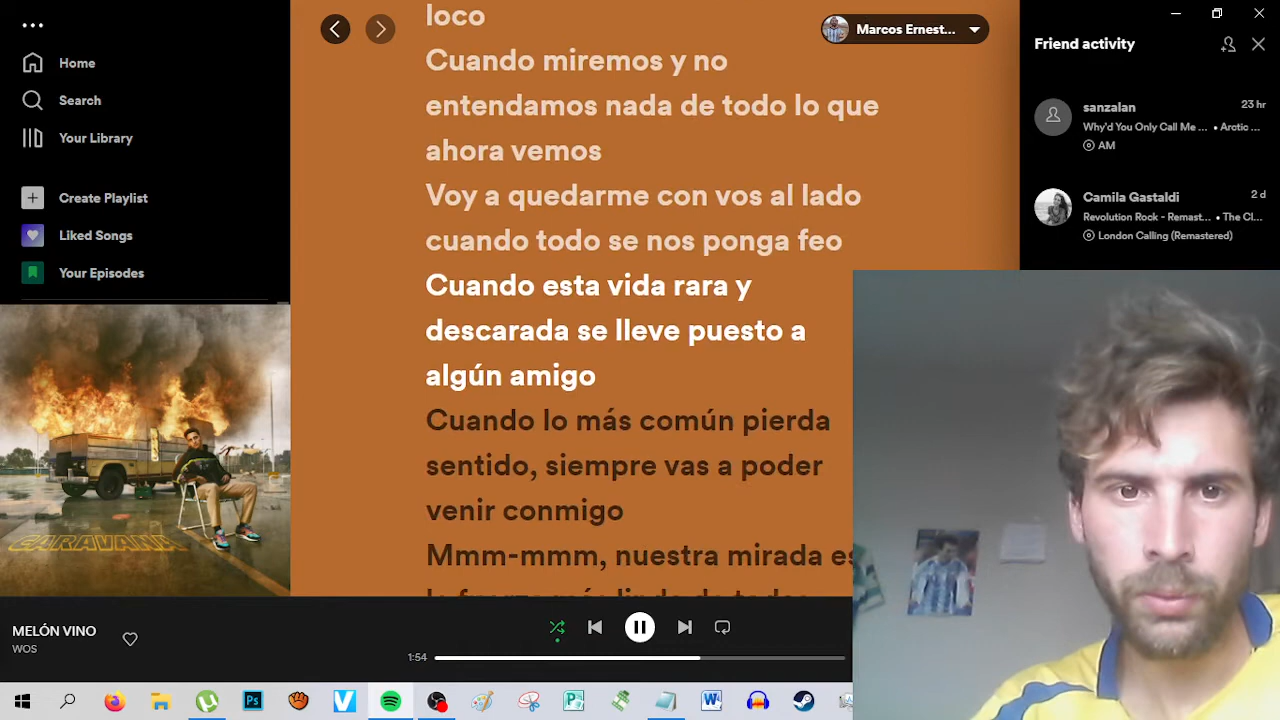 Home
Search
Your Library
Create Playlist
Liked Songs
Your Episodes
loco
Cuando miremos y no
entendamos nada de todo lo que
ahora vemos
Voy a quedarme con vos al lado
cuando todo se nos ponga feo
Cuando esta vida rara y
descarada se lleve puesto a
algún amigo
Cuando lo más común pierda
sentido, siempre vas a poder
venir conmigo
Mmm-mmm, nuestra mirada es
Marcos Ernest...
Friend activity
sanzalan
23 hr
Why'd You Only Call Me ... • Arctic ...
AM
Camila Gastaldi
2 d
Revolution Rock - Remast... • The Cl...
London Calling (Remastered)
CARAVANA
MELÓN VINO
WOS
1:54
Ps
V
P
W